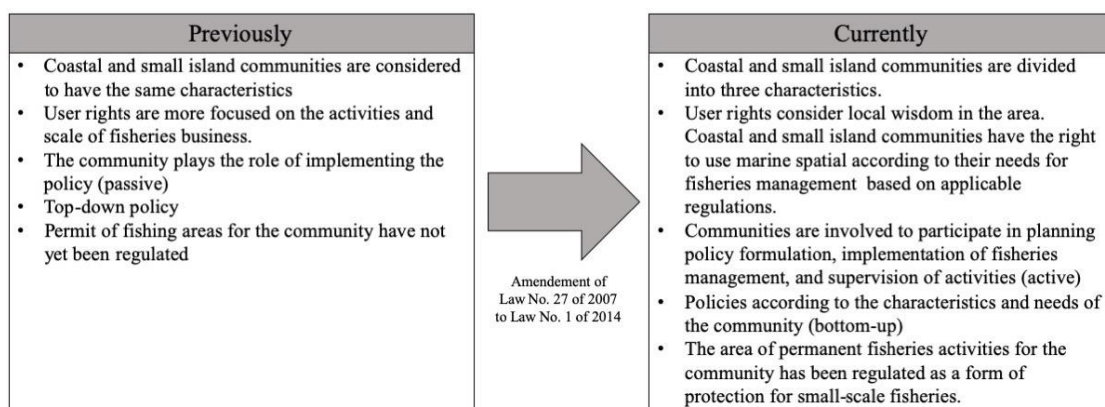 Previously
• Coastal and small island communities are considered
to have the same characteristics
• User rights are more focused on the activities and
scale of fisheries business.
• The community plays the role of implementing the
policy (passive)
• Top-down policy
• Permit of fishing areas for the community have not
yet been regulated
Amendement of
Law No. 27 of 2007
to Law No. 1 of 2014
Currently
• Coastal and small island communities are divided
into three characteristics.
• User rights consider local wisdom in the area.
Coastal and small island communities have the right
to use marine spatial according to their needs for
fisheries management based on applicable
regulations.
• Communities are involved to participate in planning
policy formulation, implementation of fisheries
management, and supervision of activities (active)
• Policies according to the characteristics and needs of
the community (bottom-up)
• The area of permanent fisheries activities for the
community has been regulated as a form of
protection for small-scale fisheries.